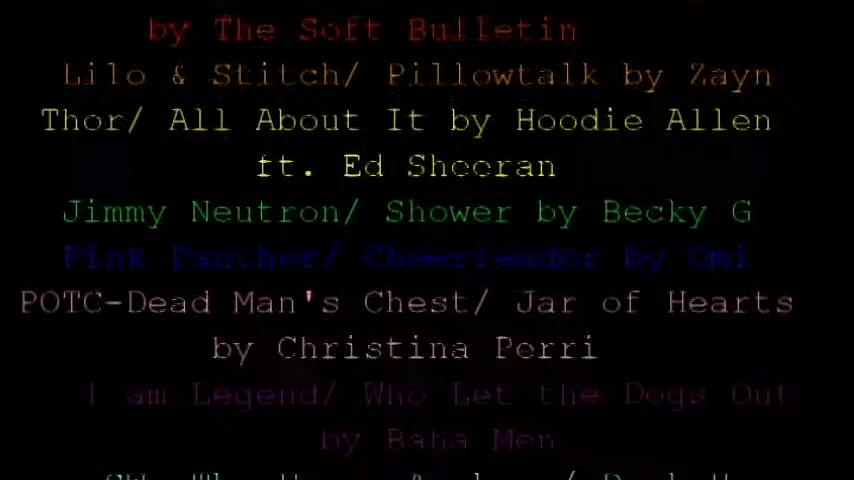 by The Soft Bulletin
Lilo & Stitch/ Pillowtalk by Zayn
Thor/ All About It by Hoodie Allen
ft. Ed Sheeran
Jimmy Neutron/ Shower by Becky G
Pink Panther/ Cheerleader by Omi
POTC-Dead Man's Chest/ Jar of Hearts
by Christina Perri
I am Legend/ Who Let the Dogs Out
by Baha Men